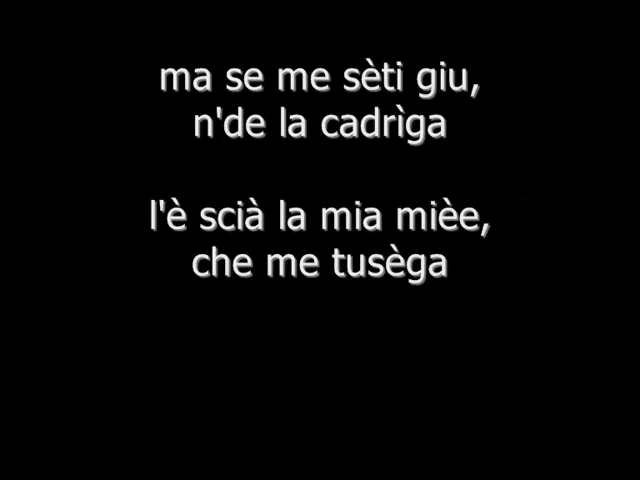 ma se me sèti giu,
n'de la cadrìga
l'è scià la mia mièe,
che me tusèga